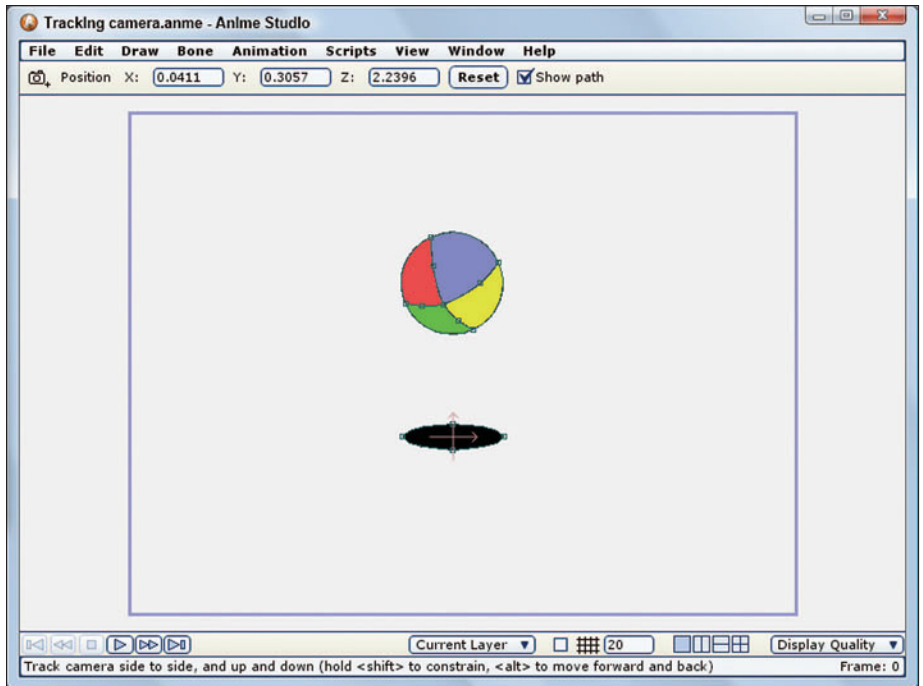 Tracking camera.anme - Anime Studio
File Edit Draw Bone Animation Scripts View Window Help
Position X: 0.0411 Y: 0.3057 Z: 2.2396 Reset Show path
Current Layer 20 Display Quality
Track camera side to side, and up and down (hold <shift> to constrain, <alt> to move forward and back) Frame: 0